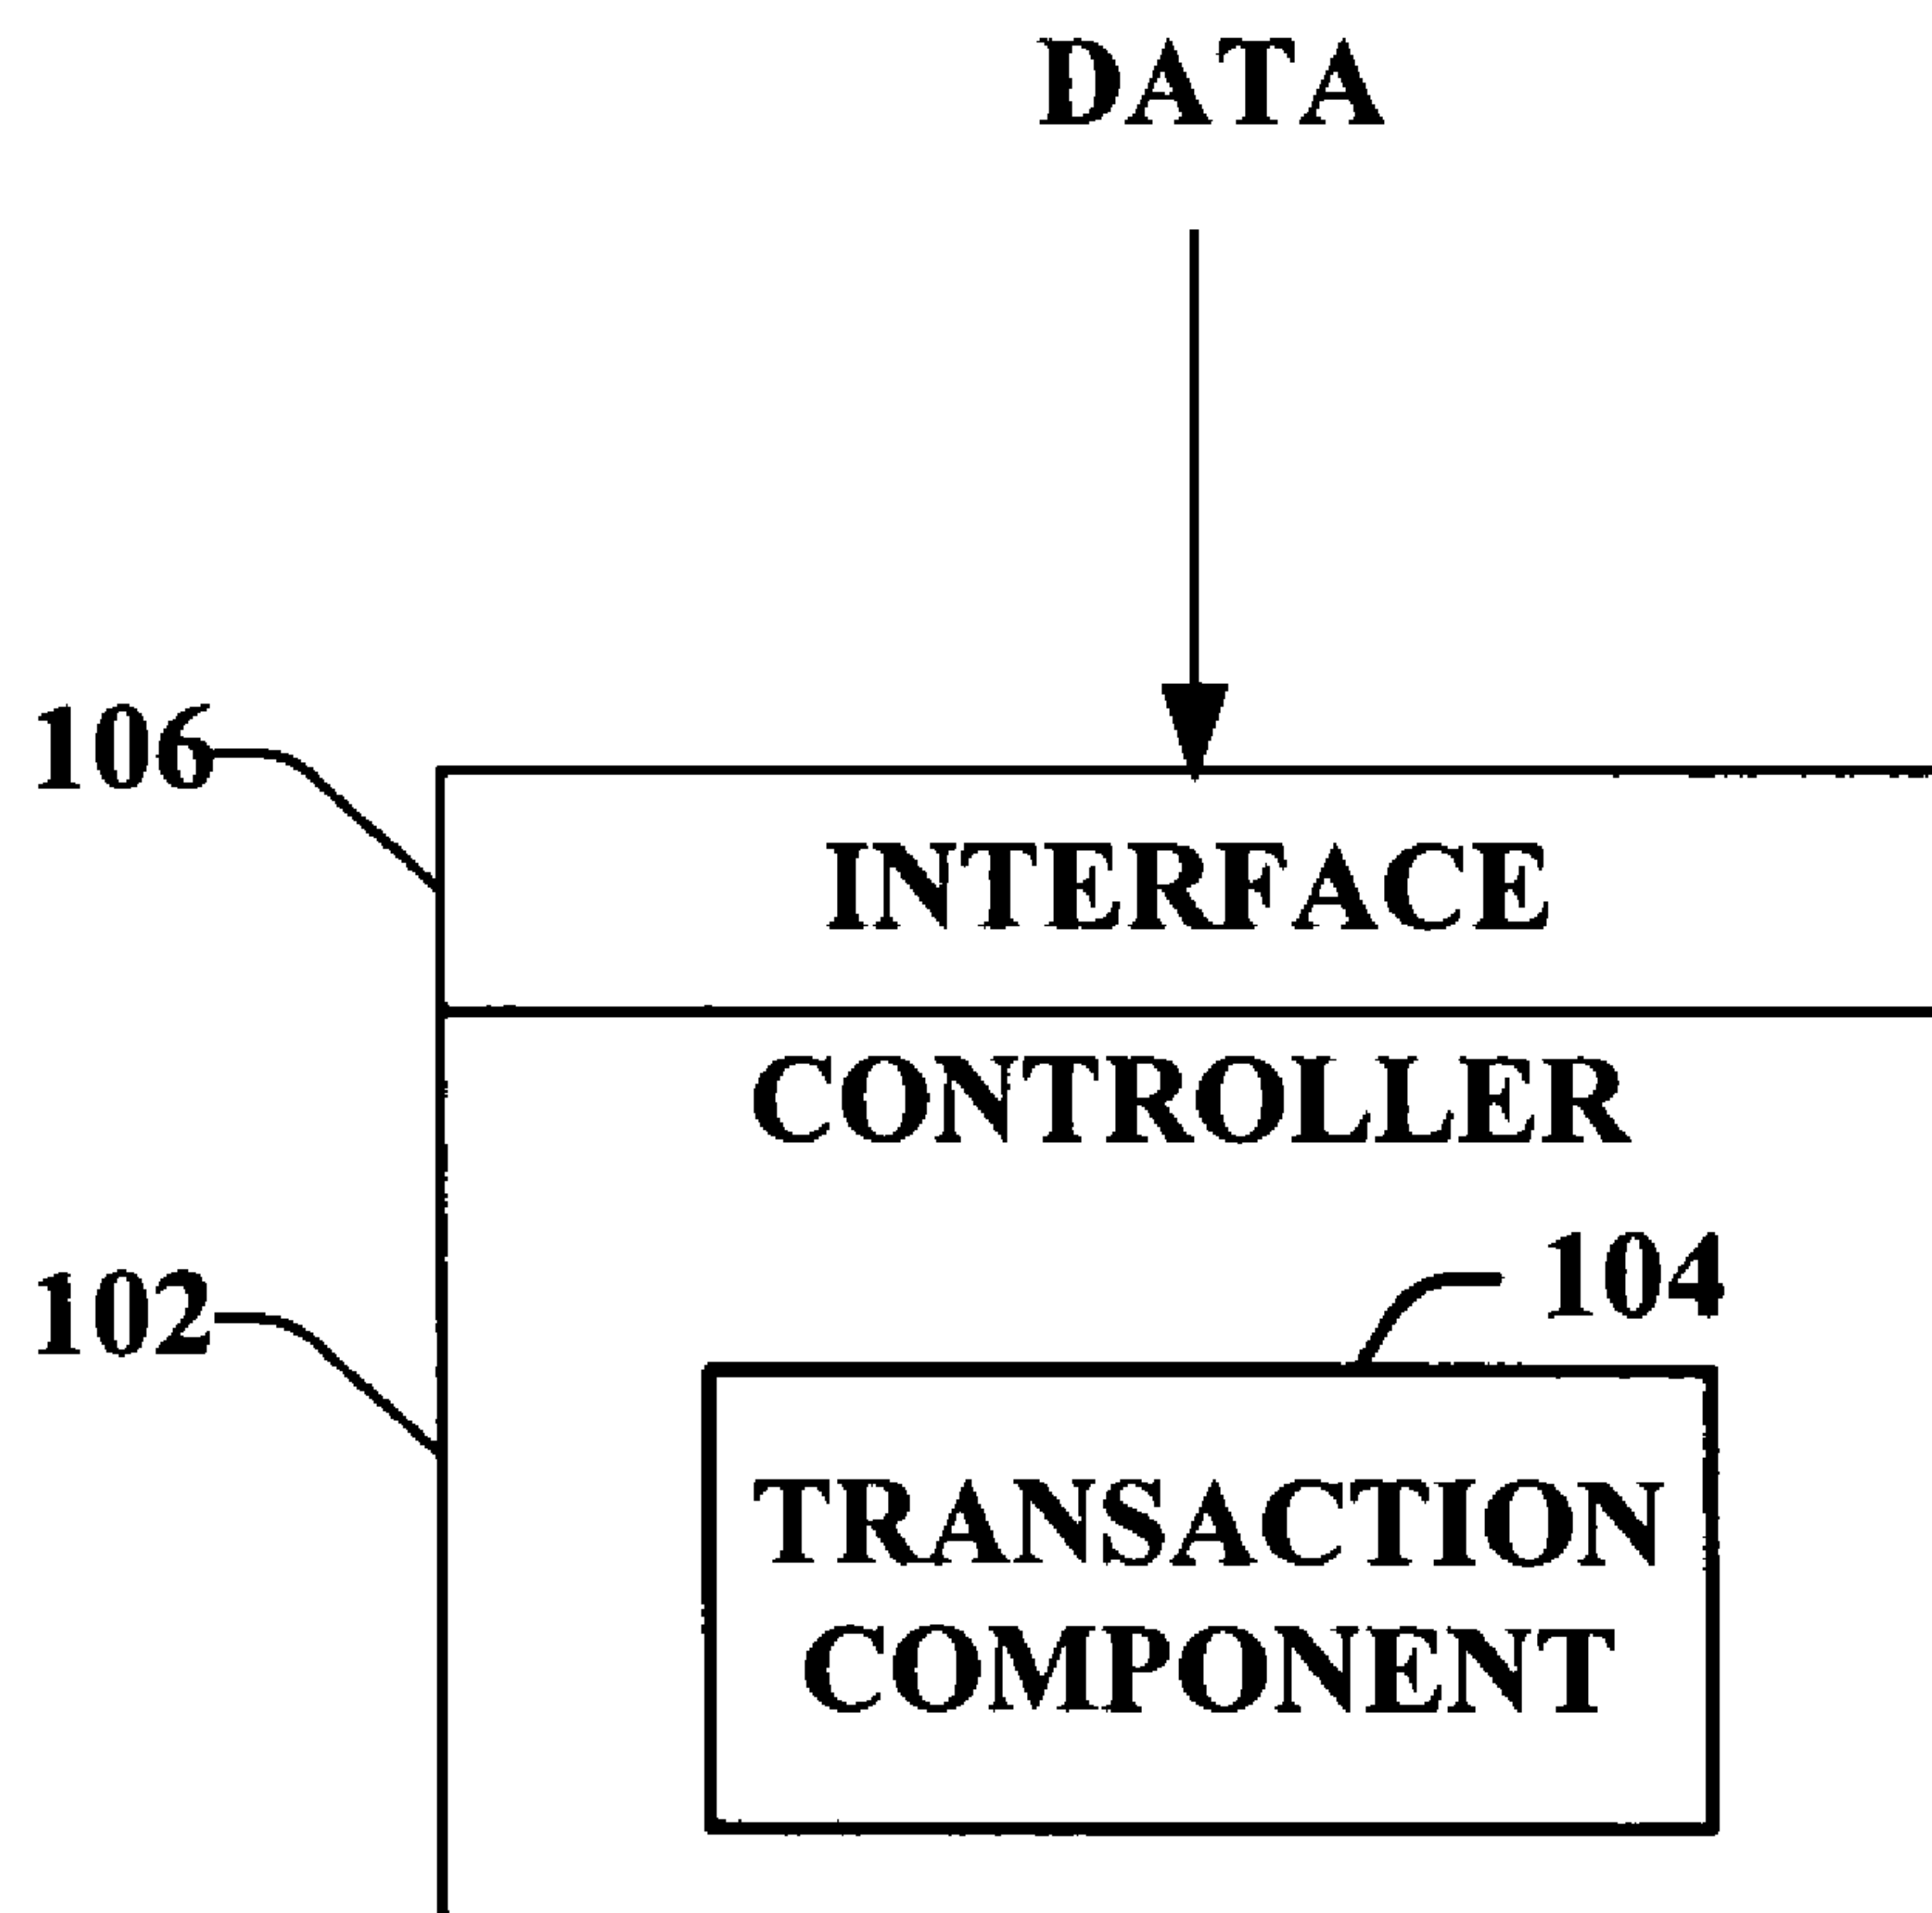 DATA
106
INTERFACE
CONTROLLER
104
102
TRANSACTION
COMPONENT